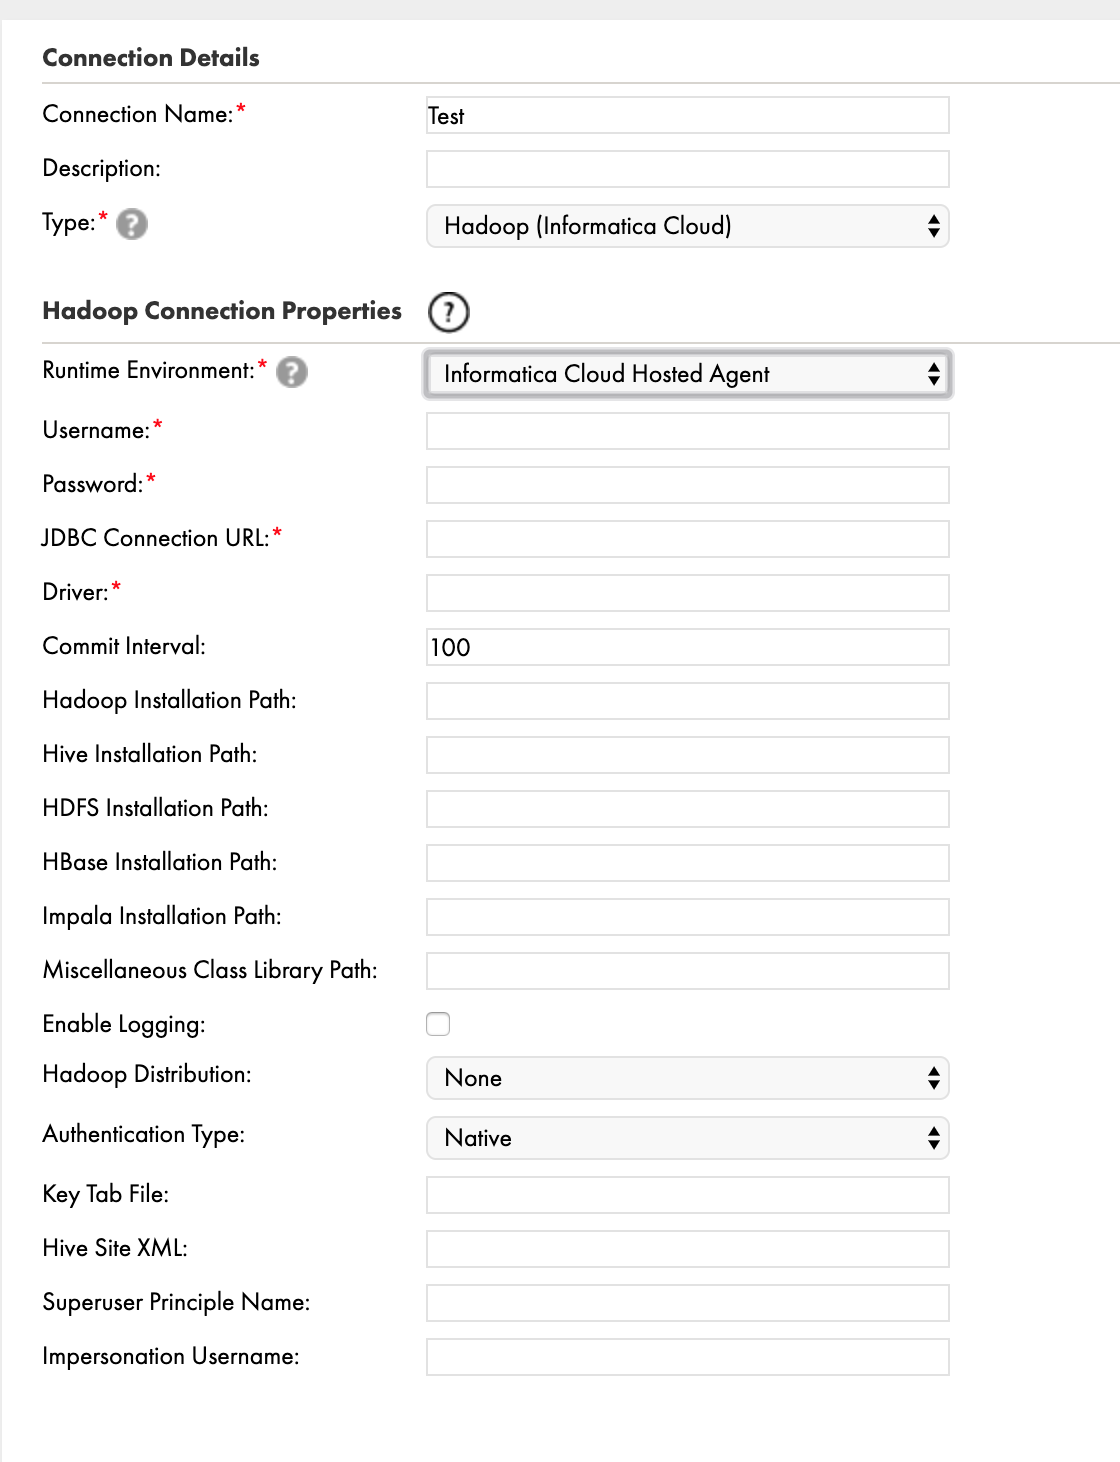 Connection Details
Connection Name:* Test
Description:
Type:* ? Hadoop (Informatica Cloud)
Hadoop Connection Properties ?
Runtime Environment:* ? Informatica Cloud Hosted Agent
Username:*
Password:*
JDBC Connection URL:*
Driver:*
Commit Interval: 100
Hadoop Installation Path:
Hive Installation Path:
HDFS Installation Path:
HBase Installation Path:
Impala Installation Path:
Miscellaneous Class Library Path:
Enable Logging:
Hadoop Distribution: None
Authentication Type: Native
Key Tab File:
Hive Site XML:
Superuser Principle Name:
Impersonation Username: